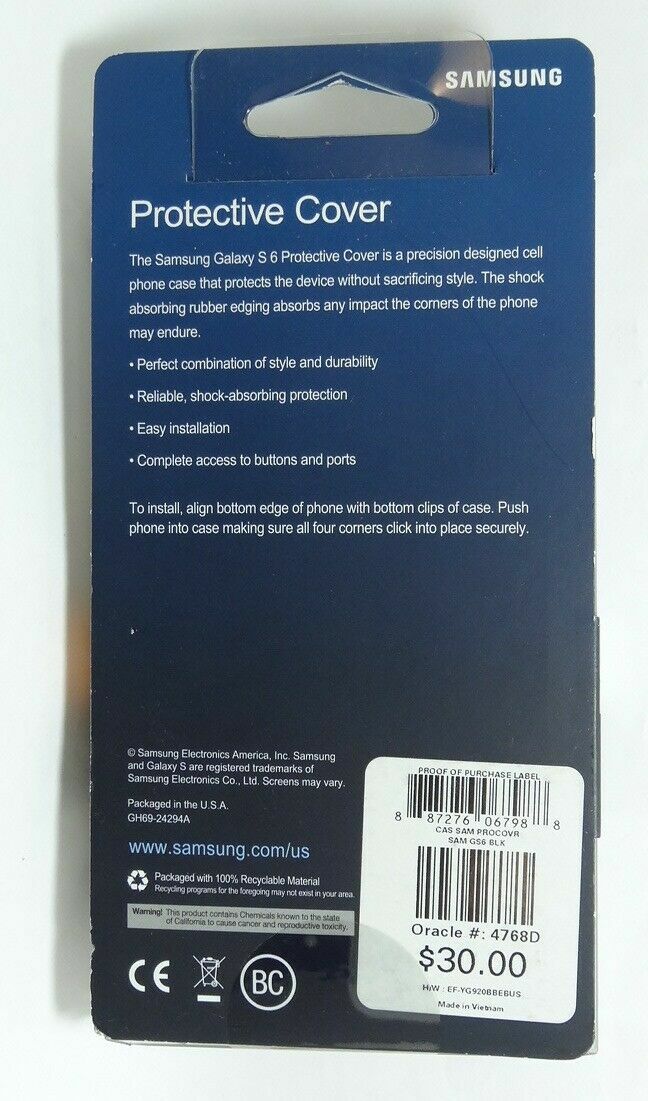 SAMSUNG
Protective Cover
The Samsung Galaxy S 6 Protective Cover is a precision designed cell
phone case that protects the device without sacrificing style. The shock
absorbing rubber edging absorbs any impact the corners of the phone
may endure.
• Perfect combination of style and durability
• Reliable, shock-absorbing protection
• Easy installation
• Complete access to buttons and ports
To install, align bottom edge of phone with bottom clips of case. Push
phone into case making sure all four corners click into place securely.
© Samsung Electronics America, Inc. Samsung
and Galaxy S are registered trademarks of
Samsung Electronics Co., Ltd. Screens may vary.
Packaged in the U.S.A.
GH69-24294A
www.samsung.com/us
Packaged with 100% Recyclable Material
Recycling programs for the foregoing may not exist in your area.
Warning! This product contains Chemicals known to the state
of California to cause cancer and reproductive toxicity.
CE
BC
PROOF OF PURCHASE LABEL
8 87276 06798 8
CAS SAM PROCOVR
SAM GS6 BLK
Oracle #: 4768D
$30.00
H/W : EF-YG920BBEBUS
Made in Vietnam